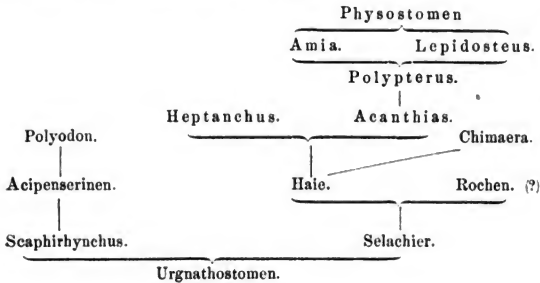 Physostomen
Amia. Lepidosteus.
Polypterus.
Heptanchus. Acanthias.
Polyodon. Chimaera.
Acipenserinen. Haie. Rochen. (?)
Scaphirhynchus. Selachier.
Urgnathostomen.